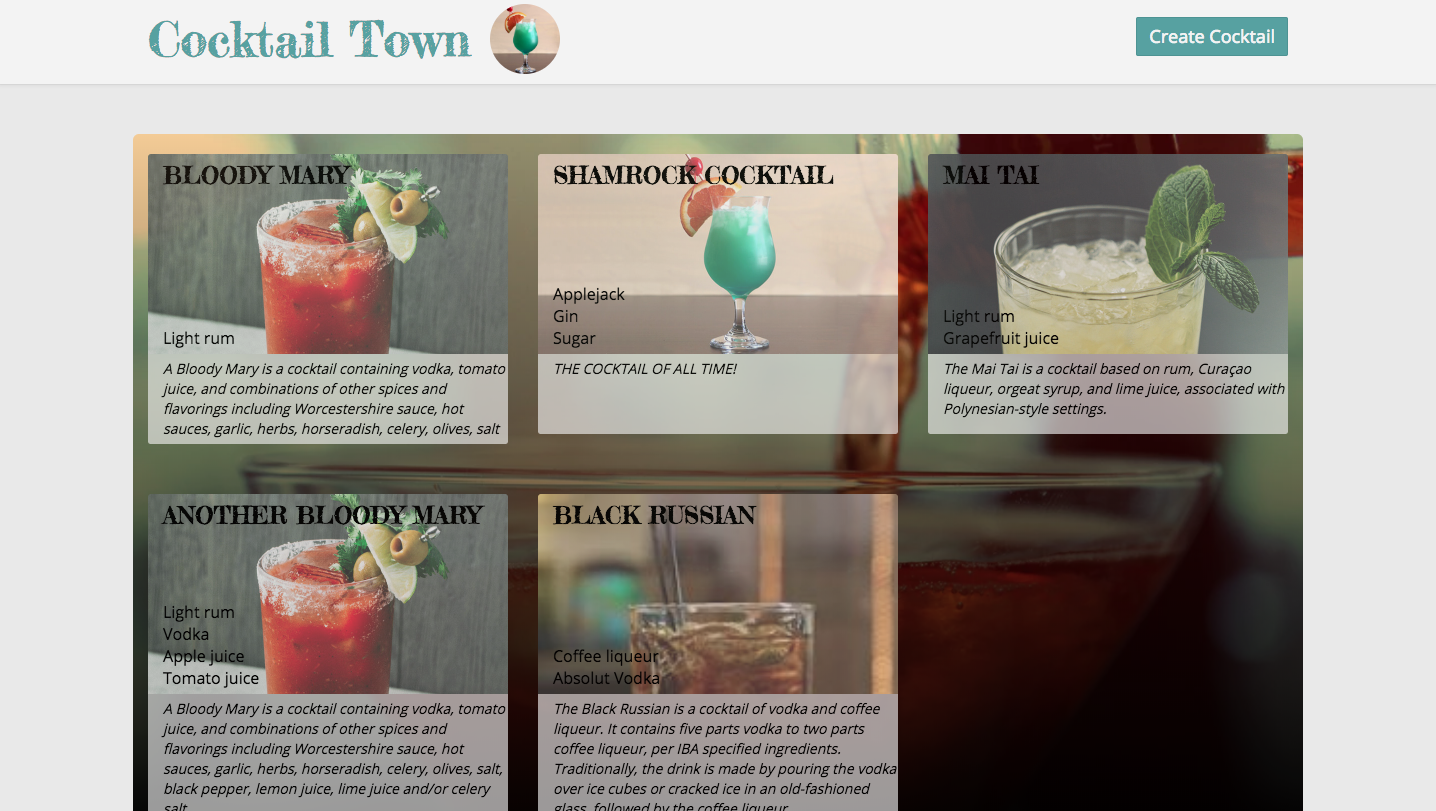 Cocktail Town
Create Cocktail
BLOODY MARY
Light rum
A Bloody Mary is a cocktail containing vodka, tomato
juice, and combinations of other spices and
flavorings including Worcestershire sauce, hot
sauces, garlic, herbs, horseradish, celery, olives, salt
SHAMROCK COCKTAIL
Applejack
Gin
Sugar
THE COCKTAIL OF ALL TIME!
MAI TAI
Light rum
Grapefruit juice
The Mai Tai is a cocktail based on rum, Curaçao
liqueur, orgeat syrup, and lime juice, associated with
Polynesian-style settings.
ANOTHER BLOODY MARY
Light rum
Vodka
Apple juice
Tomato juice
A Bloody Mary is a cocktail containing vodka, tomato
juice, and combinations of other spices and
flavorings including Worcestershire sauce, hot
sauces, garlic, herbs, horseradish, celery, olives, salt,
black pepper, lemon juice, lime juice and/or celery
salt.
BLACK RUSSIAN
Coffee liqueur
Absolut Vodka
The Black Russian is a cocktail of vodka and coffee
liqueur. It contains five parts vodka to two parts
coffee liqueur, per IBA specified ingredients.
Traditionally, the drink is made by pouring the vodka
over ice cubes or cracked ice in an old-fashioned
glass, followed by the coffee liqueur.